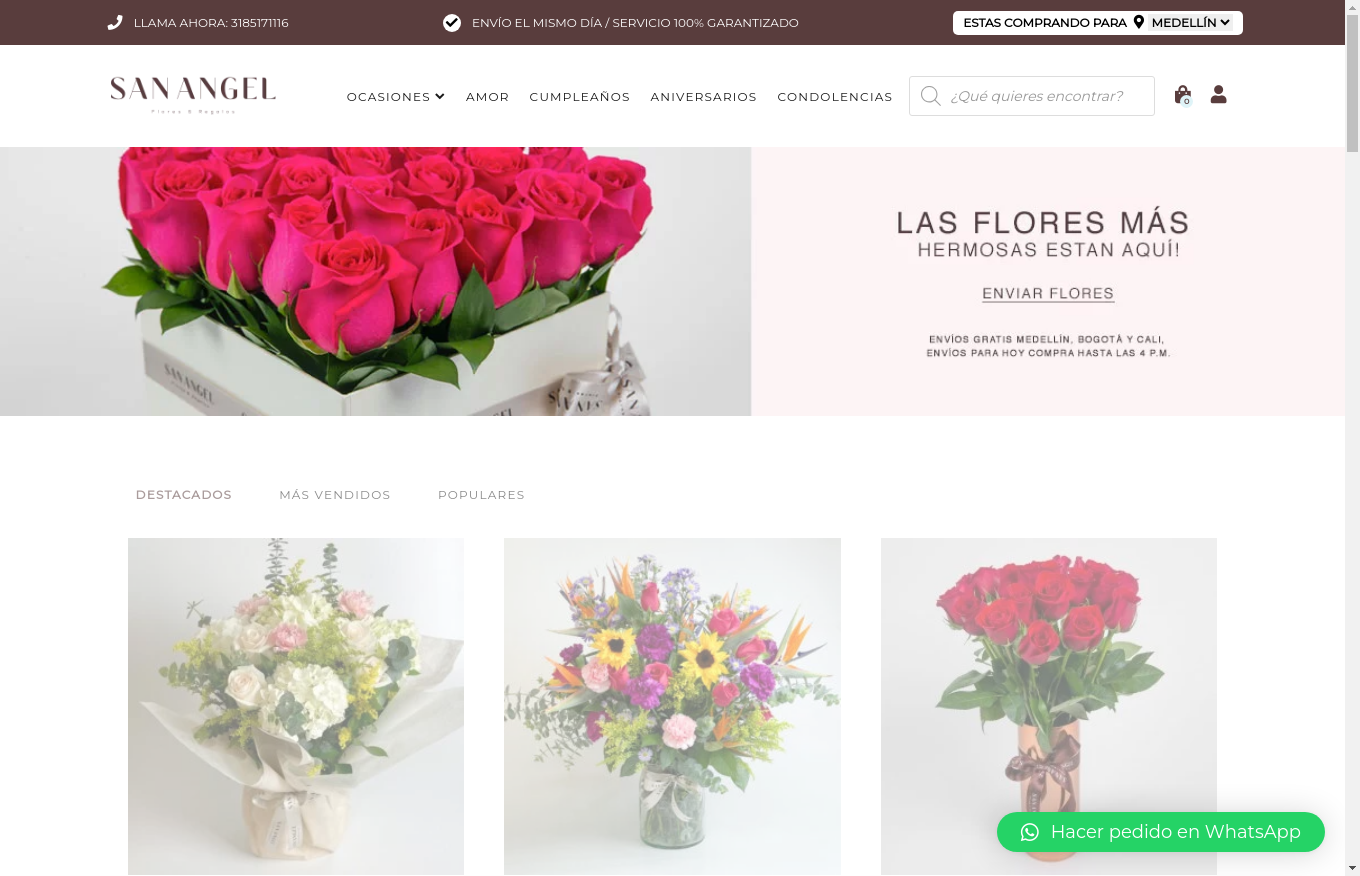 LLAMA AHORA: 3185171116
ENVÍO EL MISMO DÍA / SERVICIO 100% GARANTIZADO
ESTAS COMPRANDO PARA MEDELLÍN
SAN ANGEL
Flores & Regalos
OCASIONES
AMOR
CUMPLEAÑOS
ANIVERSARIOS
CONDOLENCIAS
¿Qué quieres encontrar?
0
LAS FLORES MÁS
HERMOSAS ESTAN AQUÍ!
ENVIAR FLORES
ENVÍOS GRATIS MEDELLÍN, BOGOTÀ Y CALI,
ENVÍOS PARA HOY COMPRA HASTA LAS 4 P.M.
SAN ANGEL
DESTACADOS
MÁS VENDIDOS
POPULARES
Hacer pedido en WhatsApp